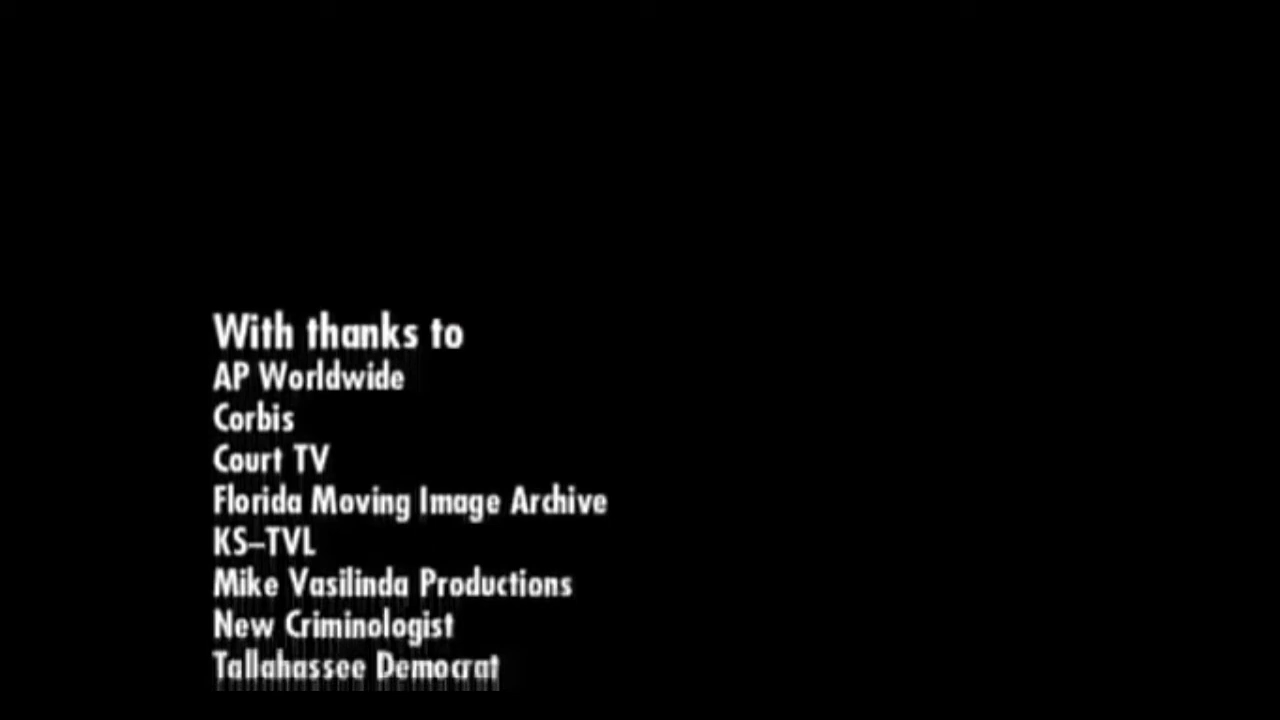 With thanks to
AP Worldwide
Corbis
Court TV
Florida Moving Image Archive
KS–TVL
Mike Vasilinda Productions
New Criminologist
Tallahassee Democrat